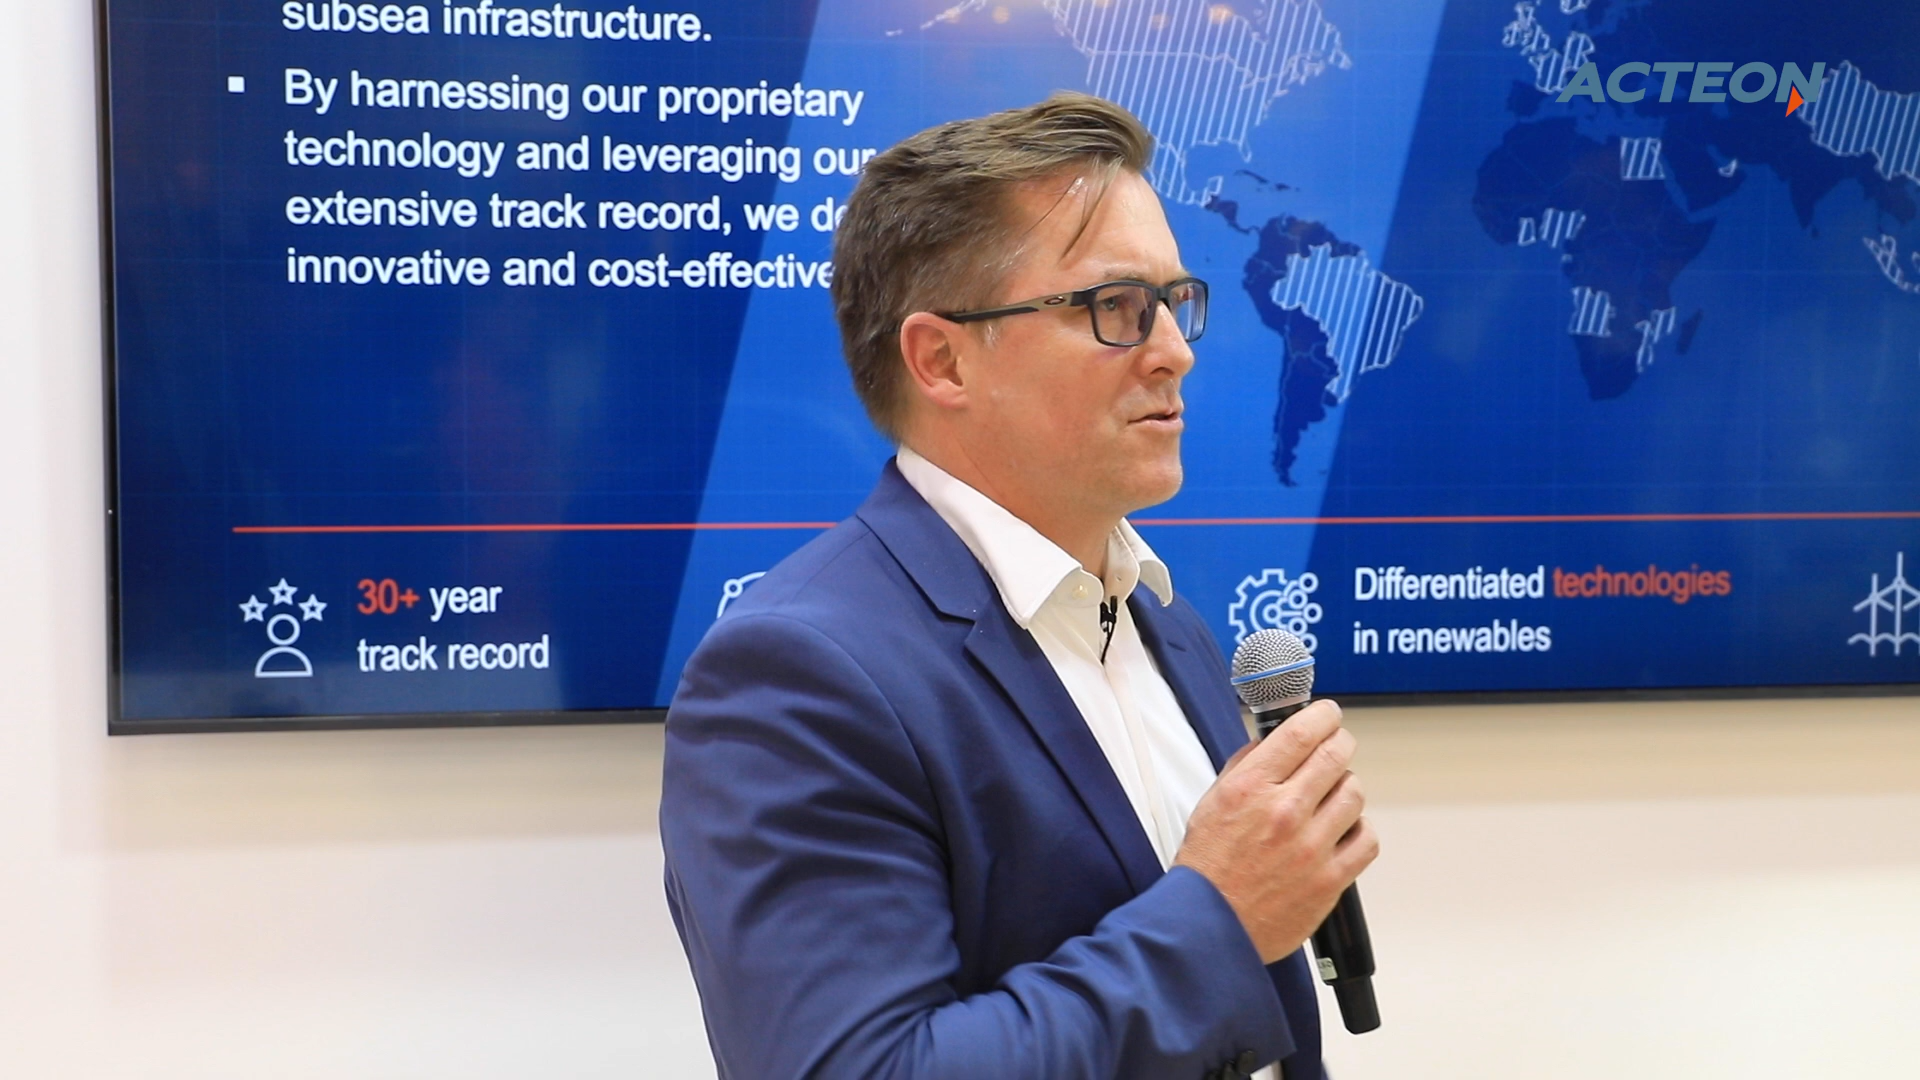 subsea infrastructure.
By harnessing our proprietary
technology and leveraging our
extensive track record, we
innovative and cost-effective
ACTEON
30+ year
track record
Differentiated technologies
in renewables